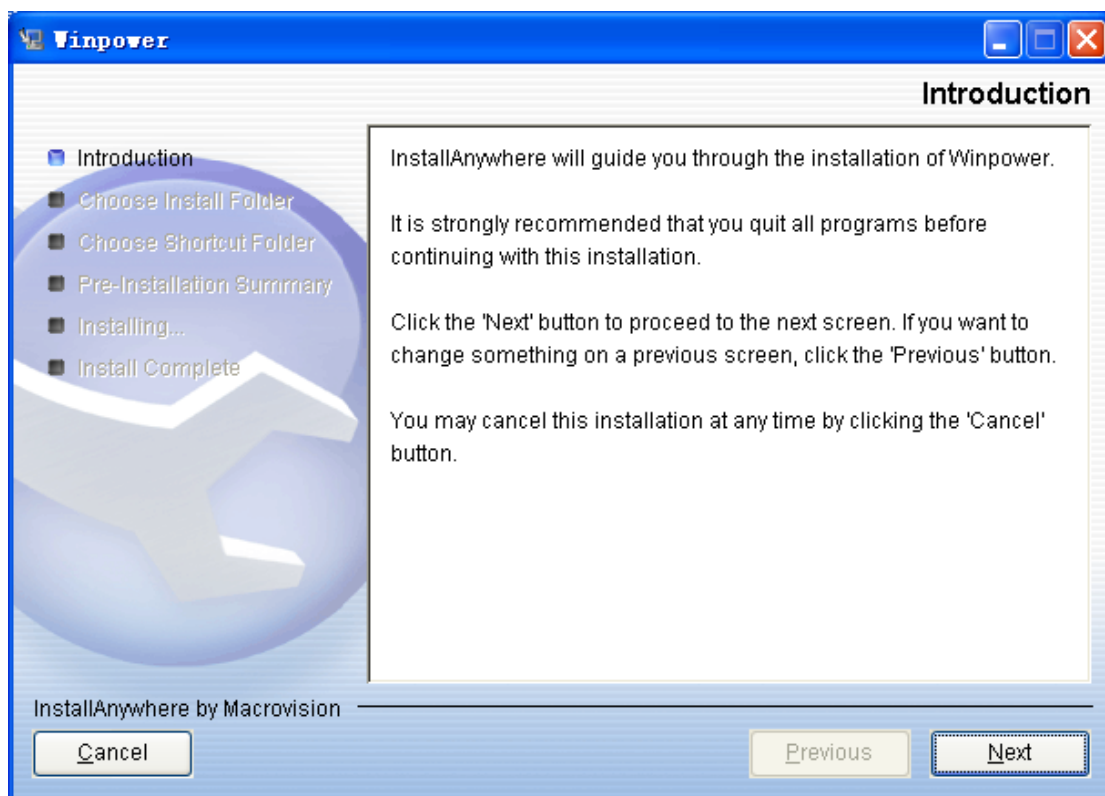 Winpower
Introduction
Introduction
Choose Install Folder
Choose Shortcut Folder
Pre-Installation Summary
Installing...
Install Complete
InstallAnywhere will guide you through the installation of Winpower.
It is strongly recommended that you quit all programs before
continuing with this installation.
Click the 'Next' button to proceed to the next screen. If you want to
change something on a previous screen, click the 'Previous' button.
You may cancel this installation at any time by clicking the 'Cancel'
button.
InstallAnywhere by Macrovision
Cancel
Previous
Next